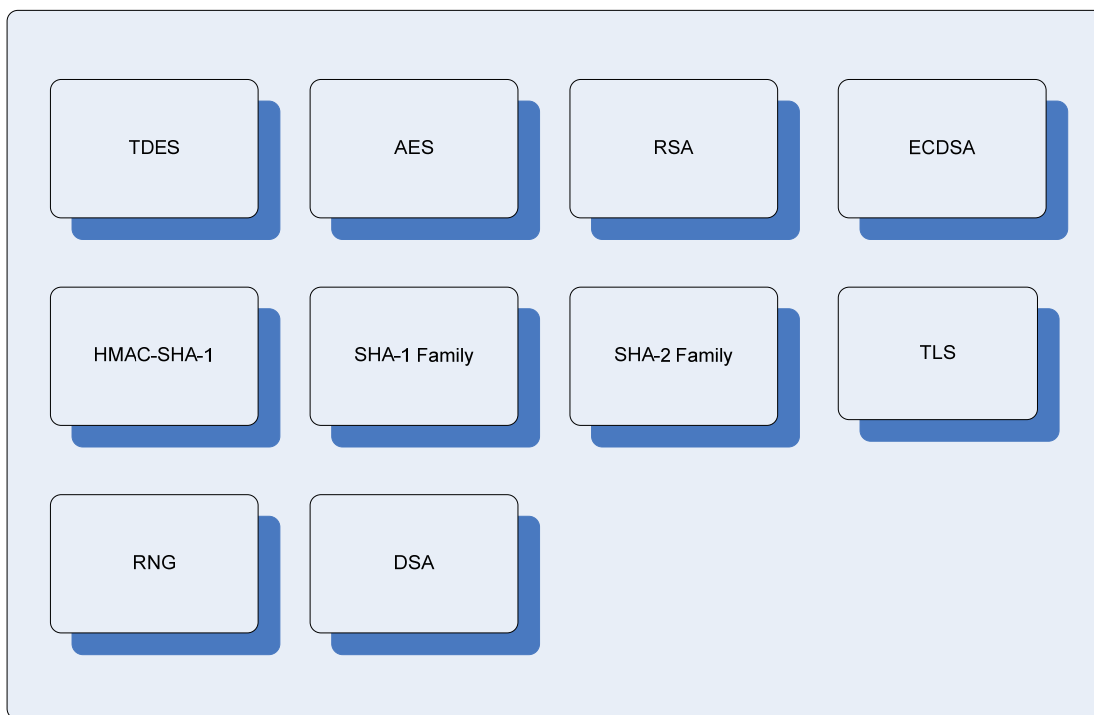 TDES
AES
RSA
ECDSA
HMAC-SHA-1
SHA-1 Family
SHA-2 Family
TLS
RNG
DSA